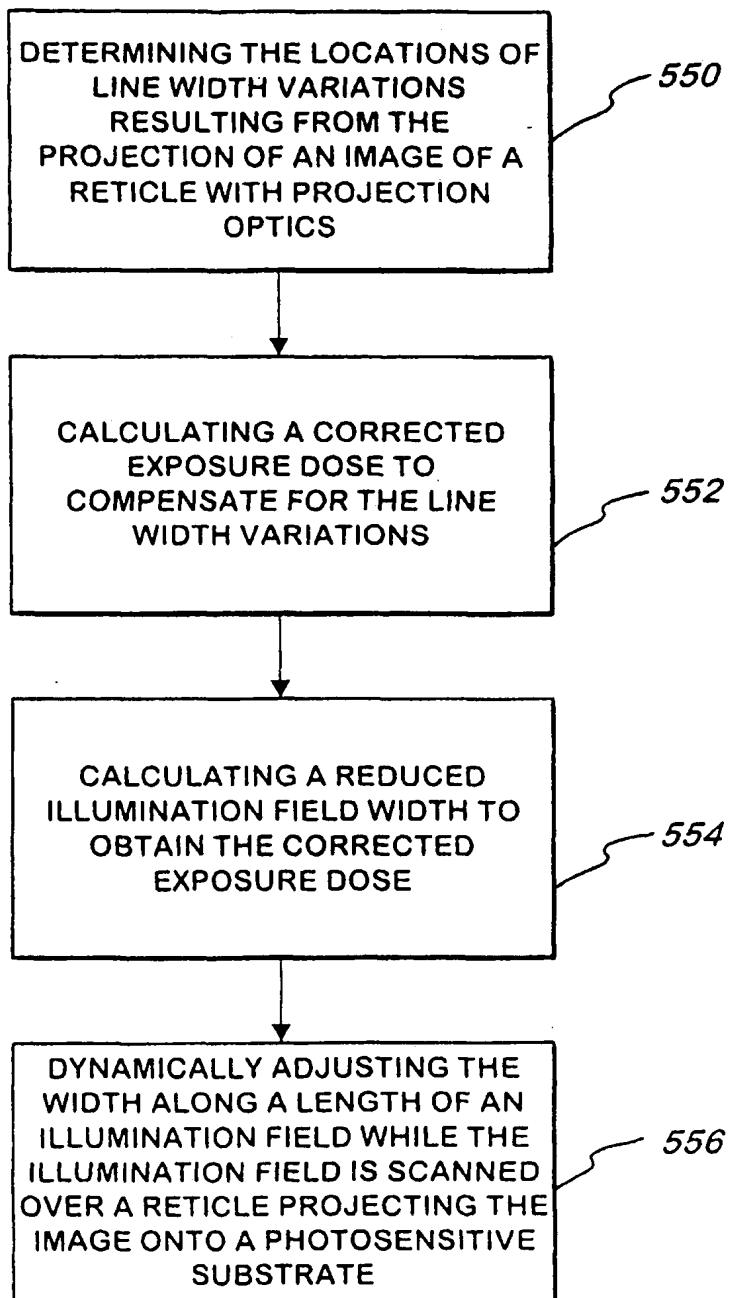 DETERMINING THE LOCATIONS OF
LINE WIDTH VARIATIONS
RESULTING FROM THE
PROJECTION OF AN IMAGE OF A
RETICLE WITH PROJECTION
OPTICS
550
CALCULATING A CORRECTED
EXPOSURE DOSE TO
COMPENSATE FOR THE LINE
WIDTH VARIATIONS
552
CALCULATING A REDUCED
ILLUMINATION FIELD WIDTH TO
OBTAIN THE CORRECTED
EXPOSURE DOSE
554
DYNAMICALLY ADJUSTING THE
WIDTH ALONG A LENGTH OF AN
ILLUMINATION FIELD WHILE THE
ILLUMINATION FIELD IS SCANNED
OVER A RETICLE PROJECTING THE
IMAGE ONTO A PHOTOSENSITIVE
SUBSTRATE
556